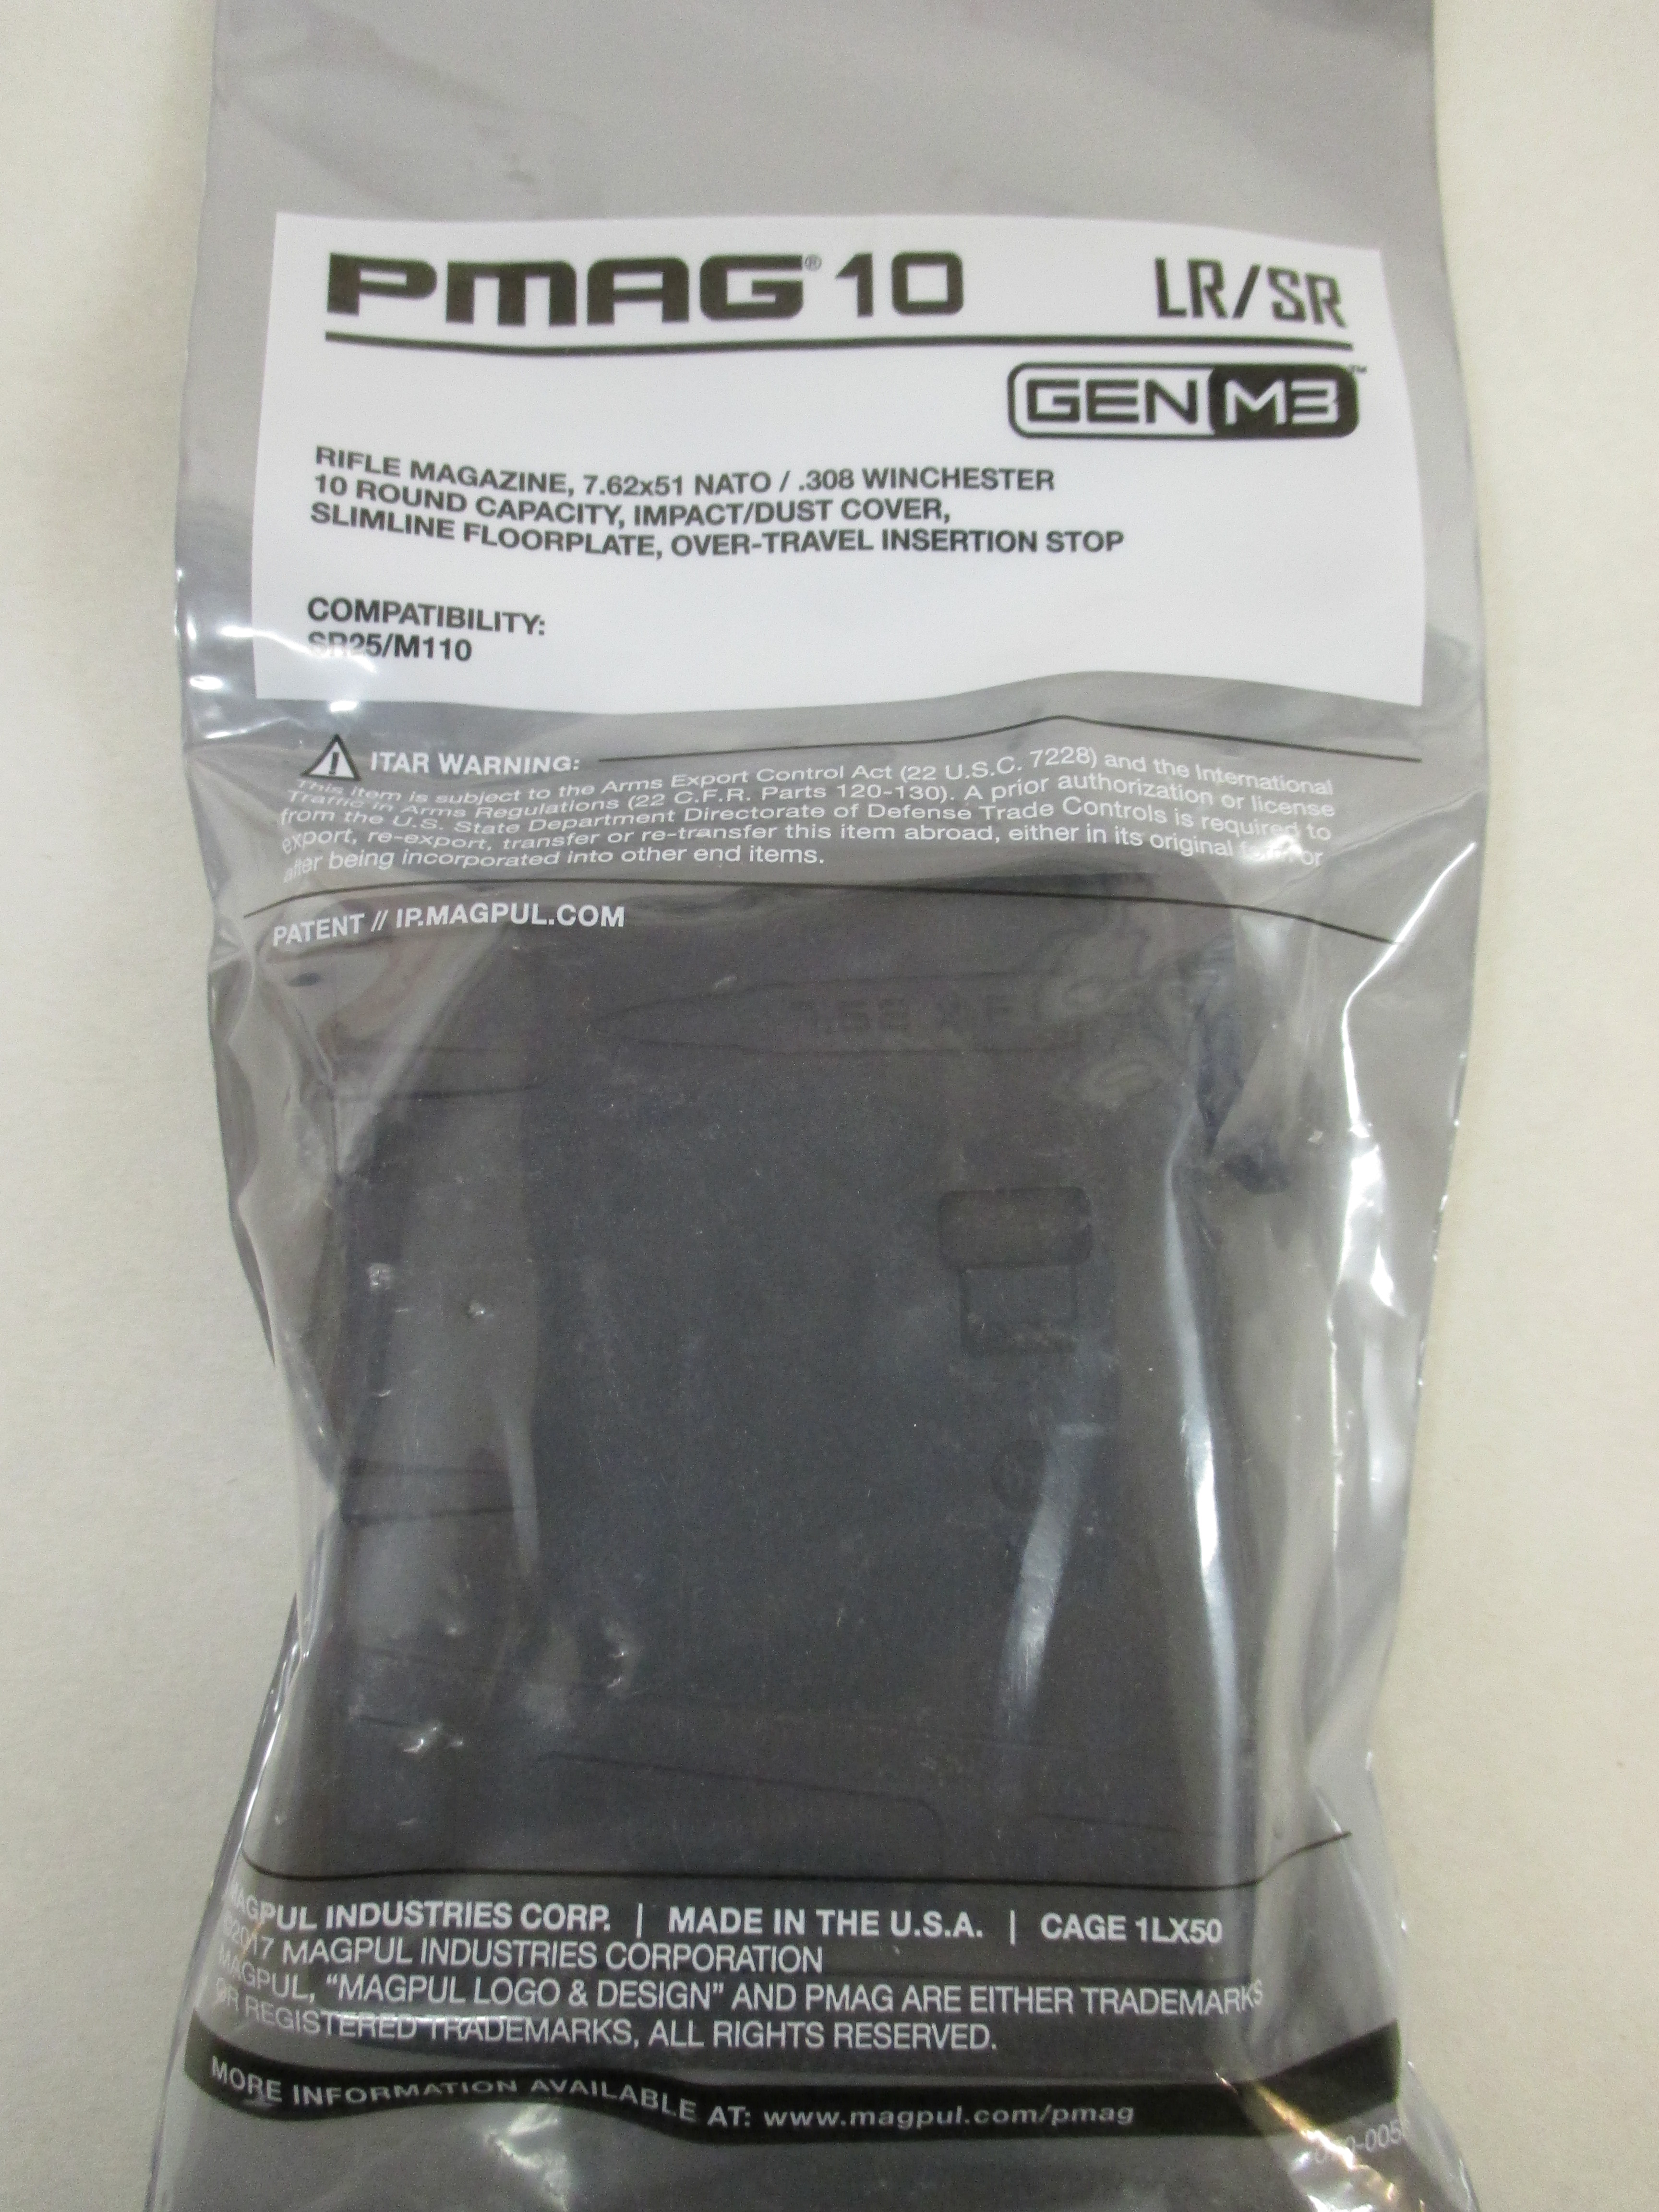 PMAG® 10 LR/SR
GEN M3™
RIFLE MAGAZINE, 7.62x51 NATO / .308 WINCHESTER
10 ROUND CAPACITY, IMPACT/DUST COVER,
SLIMLINE FLOORPLATE, OVER-TRAVEL INSERTION STOP
COMPATIBILITY:
SR25/M110
ITAR WARNING:
This item is subject to the Arms Export Control Act (22 U.S.C. 7228) and the International
Traffic in Arms Regulations (22 C.F.R. Parts 120-130). A prior authorization or license
from the U.S. State Department Directorate of Defense Trade Controls is required to
export, re-export, transfer or re-transfer this item abroad, either in its original form or
after being incorporated into other end items.
PATENT // IP.MAGPUL.COM
MAGPUL INDUSTRIES CORP. | MADE IN THE U.S.A. | CAGE 1LX50
©2017 MAGPUL INDUSTRIES CORPORATION
MAGPUL, “MAGPUL LOGO & DESIGN” AND PMAG ARE EITHER TRADEMARKS
OR REGISTERED TRADEMARKS, ALL RIGHTS RESERVED.
MORE INFORMATION AVAILABLE AT: www.magpul.com/pmag